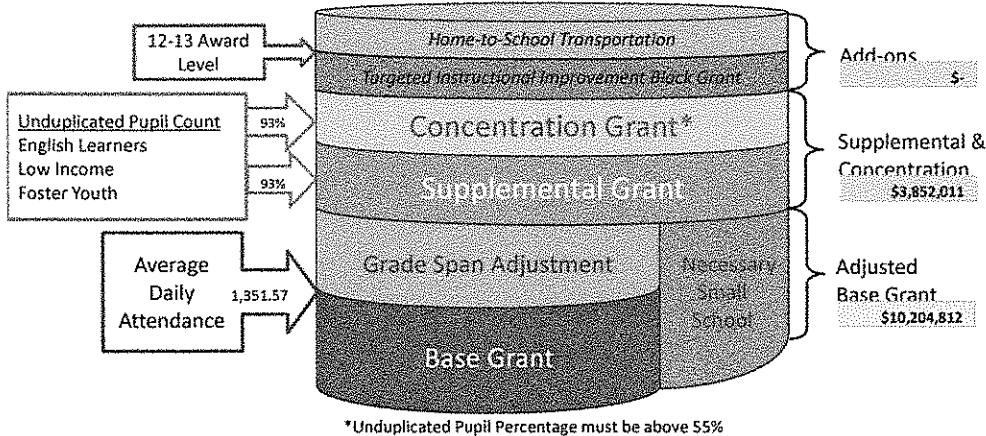 12-13 Award
Level
Home-to-School Transportation
Targeted Instructional Improvement Block Grant
Add-ons
$-
Unduplicated Pupil Count
English Learners
Low Income
Foster Youth
93%
93%
Concentration Grant*
Supplemental Grant
Supplemental &
Concentration
$3,852,011
Average
Daily
Attendance
1,351.57
Grade Span Adjustment
Base Grant
Necessary
Small
School
Adjusted
Base Grant
$10,204,812
*Unduplicated Pupil Percentage must be above 55%